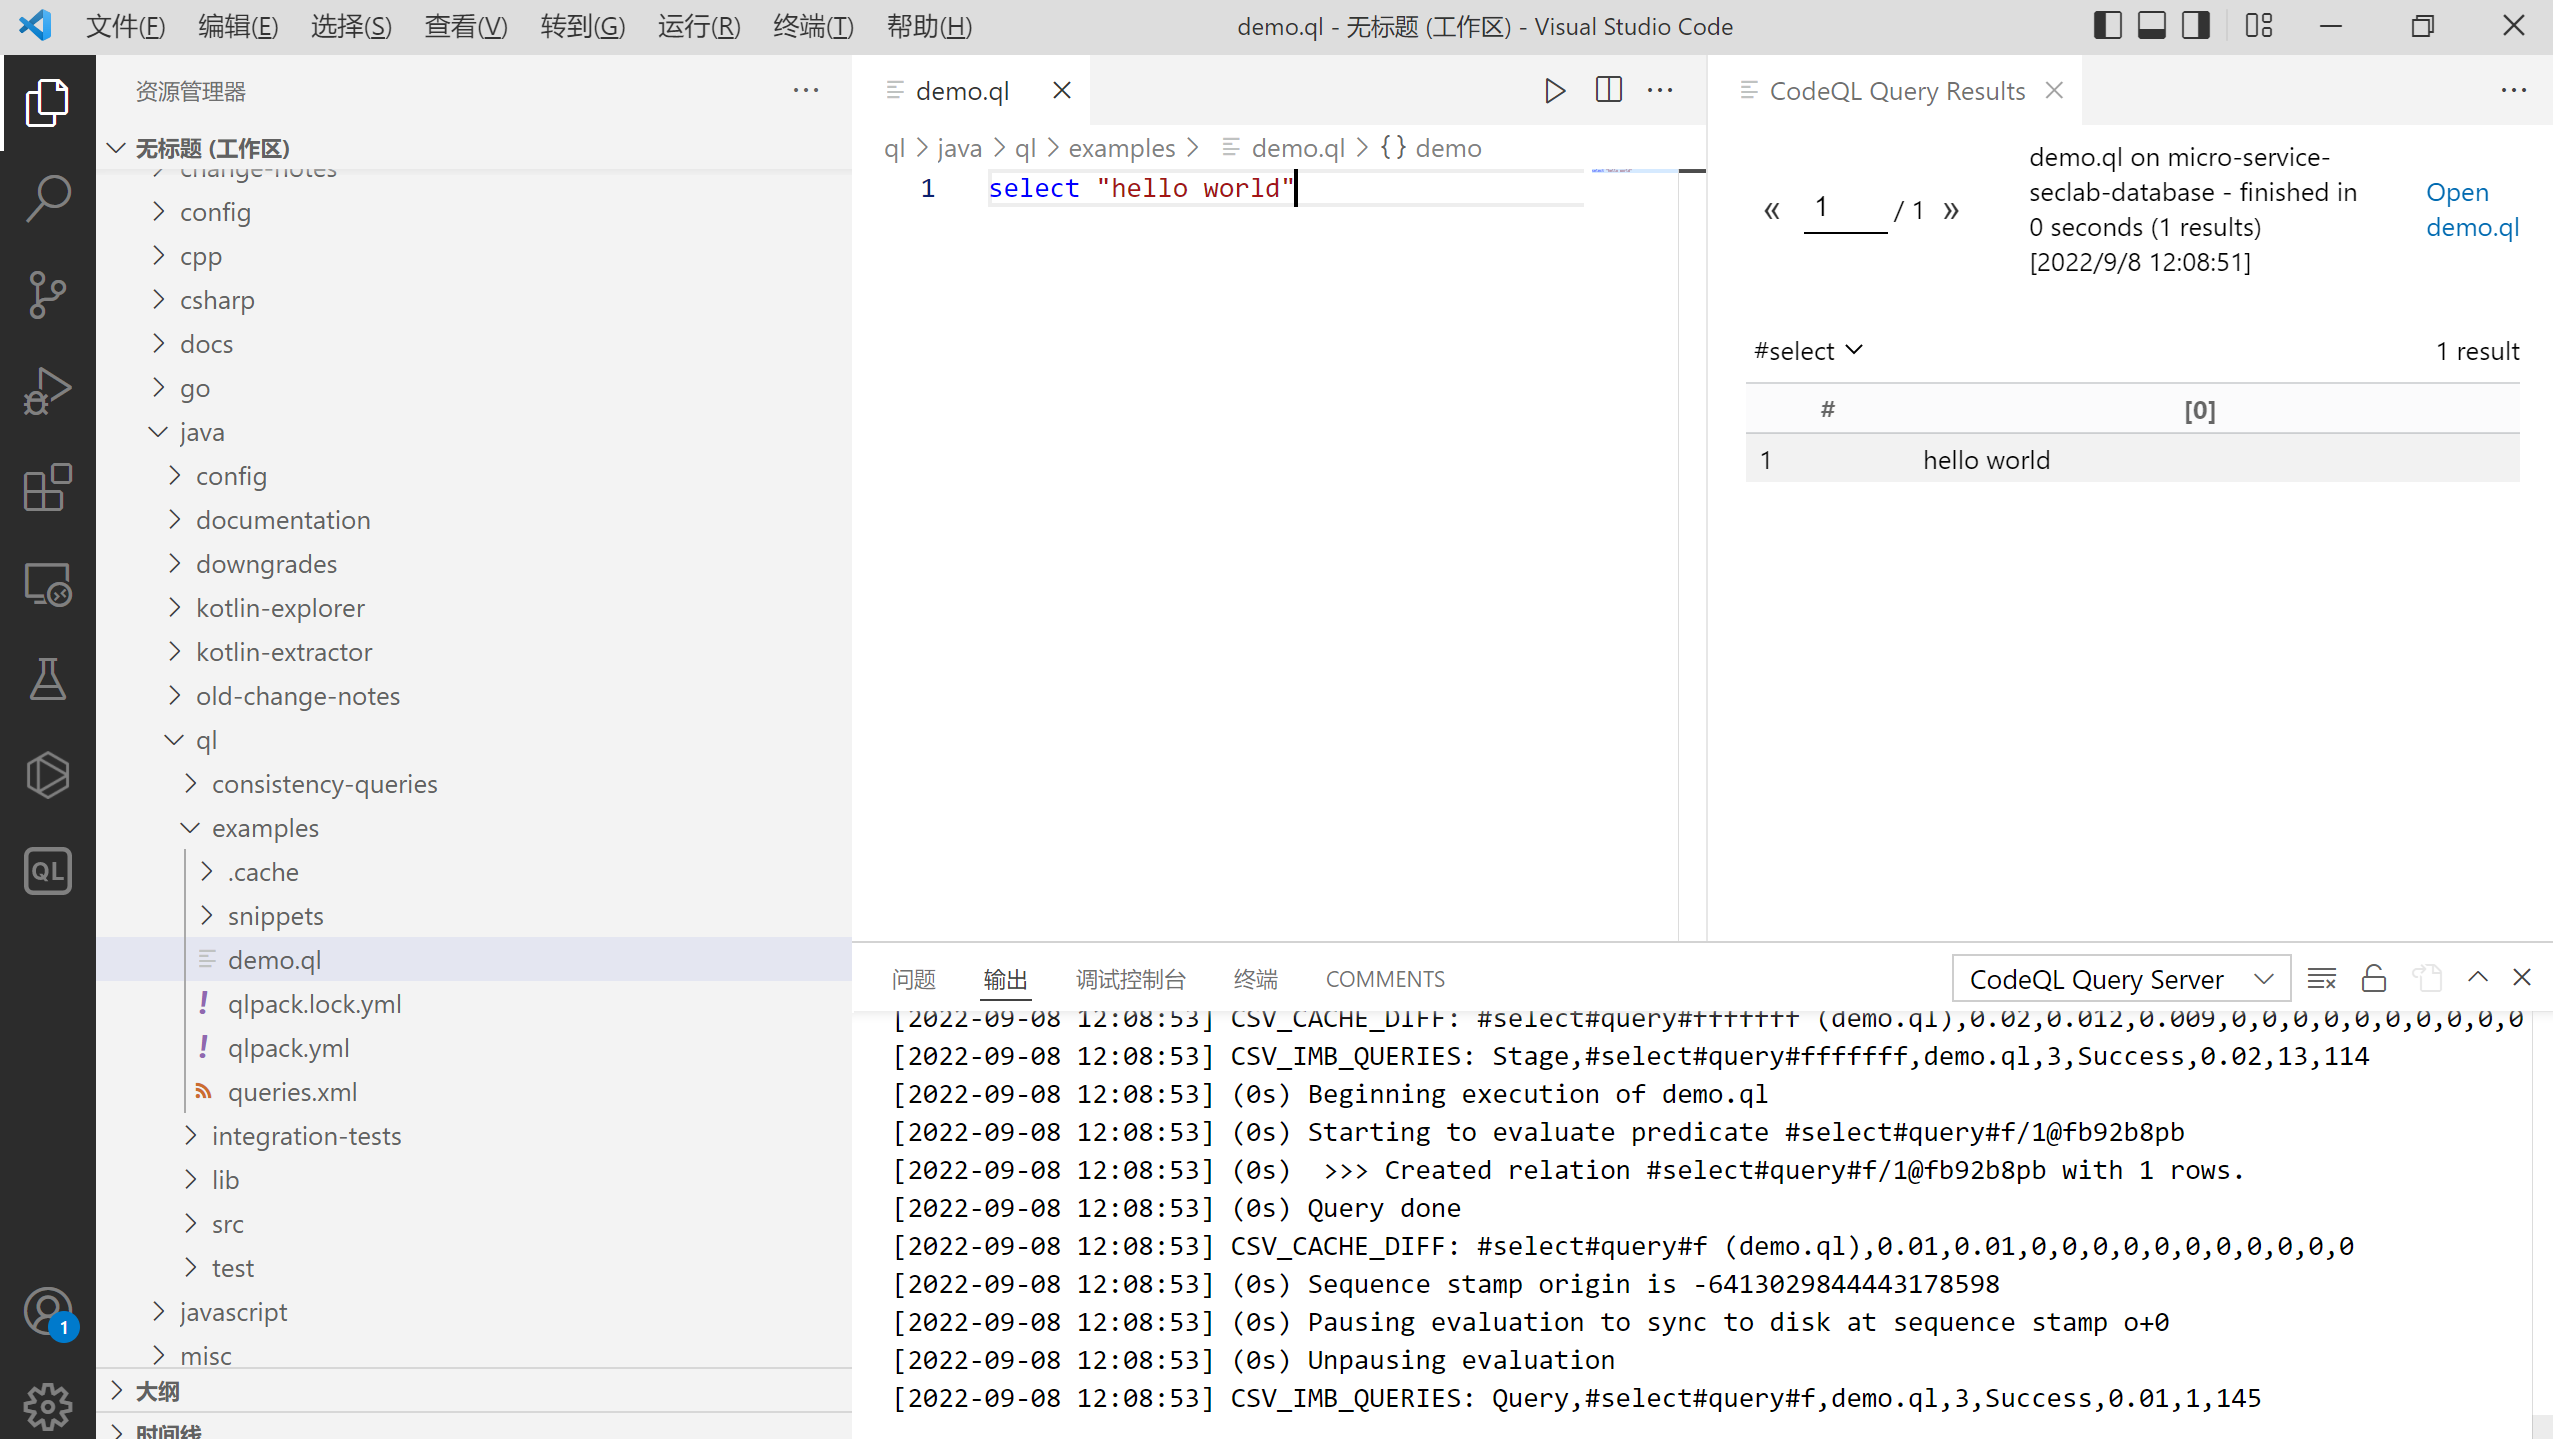 文件(F) 编辑(E) 选择(S) 查看(V) 转到(G) 运行(R) 终端(T) 帮助(H) demo.ql - 无标题 (工作区) - Visual Studio Code
资源管理器
无标题 (工作区)
change-notes
config
cpp
csharp
docs
go
java
config
documentation
downgrades
kotlin-explorer
kotlin-extractor
old-change-notes
ql
consistency-queries
examples
.cache
snippets
demo.ql
qlpack.lock.yml
qlpack.yml
queries.xml
integration-tests
lib
src
test
javascript
misc
大纲
时间线
QL
1
demo.ql
ql > java > ql > examples > demo.ql > {} demo
1 select "hello world"
CodeQL Query Results
« 1 / 1 »
demo.ql on micro-service-
seclab-database - finished in
0 seconds (1 results)
[2022/9/8 12:08:51]
Open
demo.ql
#select 1 result
# [0]
1 hello world
问题 输出 调试控制台 终端 COMMENTS CodeQL Query Server
[2022-09-08 12:08:53] CSV_CACHE_DIFF: #select#query#fffffff (demo.ql),0.02,0.012,0.009,0,0,0,0,0,0,0,0,0,0
[2022-09-08 12:08:53] CSV_IMB_QUERIES: Stage,#select#query#fffffff,demo.ql,3,Success,0.02,13,114
[2022-09-08 12:08:53] (0s) Beginning execution of demo.ql
[2022-09-08 12:08:53] (0s) Starting to evaluate predicate #select#query#f/1@fb92b8pb
[2022-09-08 12:08:53] (0s)  >>> Created relation #select#query#f/1@fb92b8pb with 1 rows.
[2022-09-08 12:08:53] (0s) Query done
[2022-09-08 12:08:53] CSV_CACHE_DIFF: #select#query#f (demo.ql),0.01,0.01,0,0,0,0,0,0,0,0,0,0,0
[2022-09-08 12:08:53] (0s) Sequence stamp origin is -6413029844443178598
[2022-09-08 12:08:53] (0s) Pausing evaluation to sync to disk at sequence stamp o+0
[2022-09-08 12:08:53] (0s) Unpausing evaluation
[2022-09-08 12:08:53] CSV_IMB_QUERIES: Query,#select#query#f,demo.ql,3,Success,0.01,1,145